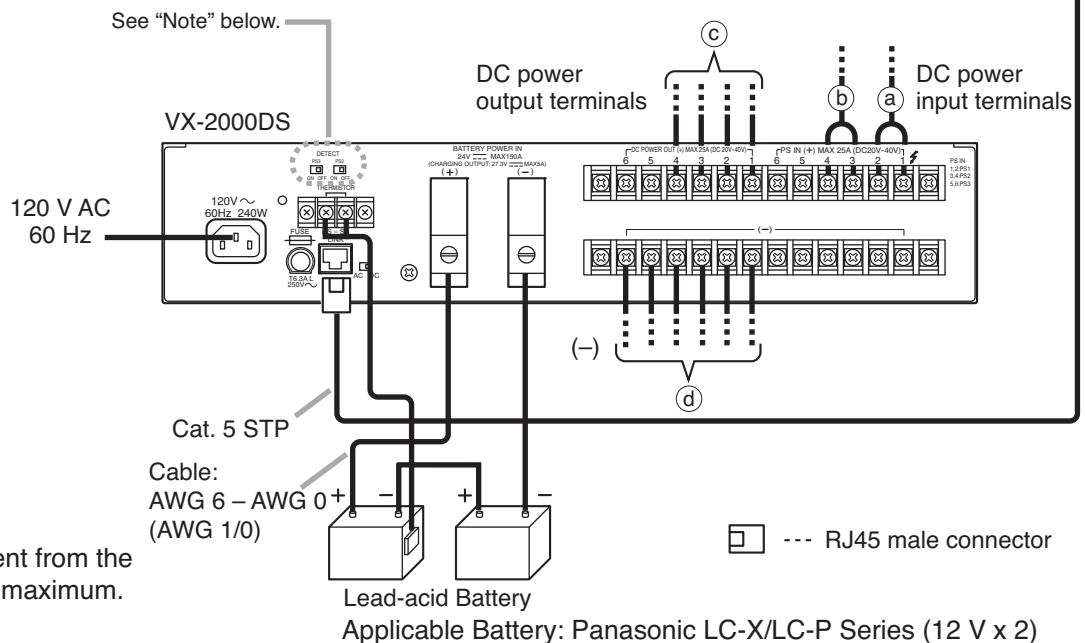 See “Note” below.
VX-2000DS
DC power
output terminals
c
b
a
DC power
input terminals
DETECT
PS3 PS2
ON OFF ON OFF
THERMISTOR
BATTERY POWER IN
24V MAX150A
(CHARGING OUTPUT: 27.3V MAX5A)
(+) (–)
DC POWER OUT (+) MAX 25A (DC 20V~40V)
6 5 4 3 2 1
PS IN (+) MAX 25A (DC20V~40V)
6 5 4 3 2 1
PS IN
1,2:PS1
3,4:PS2
5,6:PS3
120 V AC
60 Hz
120V~
60Hz 240W
FUSE
T6.3A L
250V~
S – S
LINK
AC DC
(–)
(–)
d
Cat. 5 STP
Cable:
AWG 6 – AWG 0
(AWG 1/0)
+ – + –
ent from the
maximum.
--- RJ45 male connector
Lead-acid Battery
Applicable Battery: Panasonic LC-X/LC-P Series (12 V x 2)